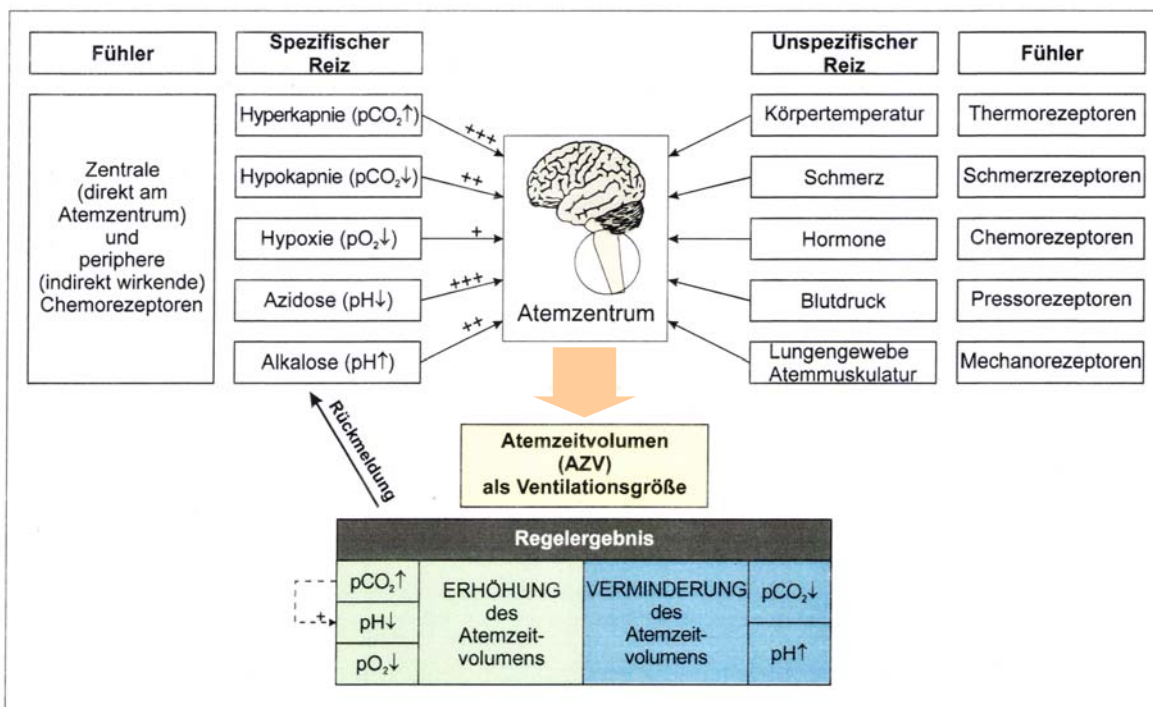 Fühler
Spezifischer
Reiz
Unspezifischer
Reiz
Fühler
Zentrale
(direkt am
Atemzentrum)
und
periphere
(indirekt wirkende)
Chemorezeptoren
Hyperkapnie (pCO₂↑)
+++
Hypokapnie (pCO₂↓)
++
Hypoxie (pO₂↓)
+
Azidose (pH↓)
+++
Alkalose (pH↑)
++
Atemzentrum
Körpertemperatur
Thermorezeptoren
Schmerz
Schmerzrezeptoren
Hormone
Chemorezeptoren
Blutdruck
Pressorezeptoren
Lungengewebe
Atemmuskulatur
Mechanorezeptoren
Rückmeldung
Atemzeitvolumen
(AZV)
als Ventilationsgröße
Regelergebnis
pCO₂↑
+
pH↓
pO₂↓
ERHÖHUNG
des
Atemzeit-
volumens
VERMINDERUNG
des
Atemzeit-
volumens
pCO₂↓
pH↑